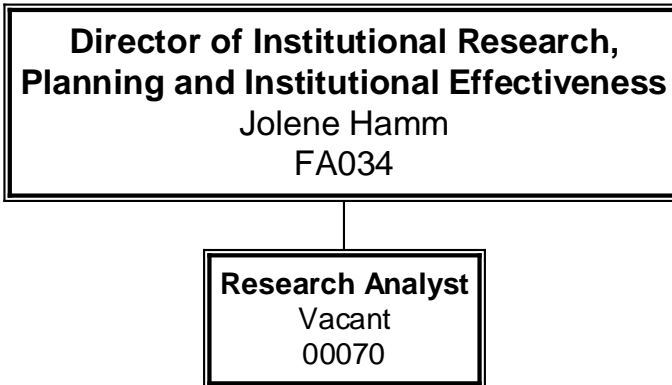 Director of Institutional Research,
Planning and Institutional Effectiveness
Jolene Hamm
FA034
Research Analyst
Vacant
00070